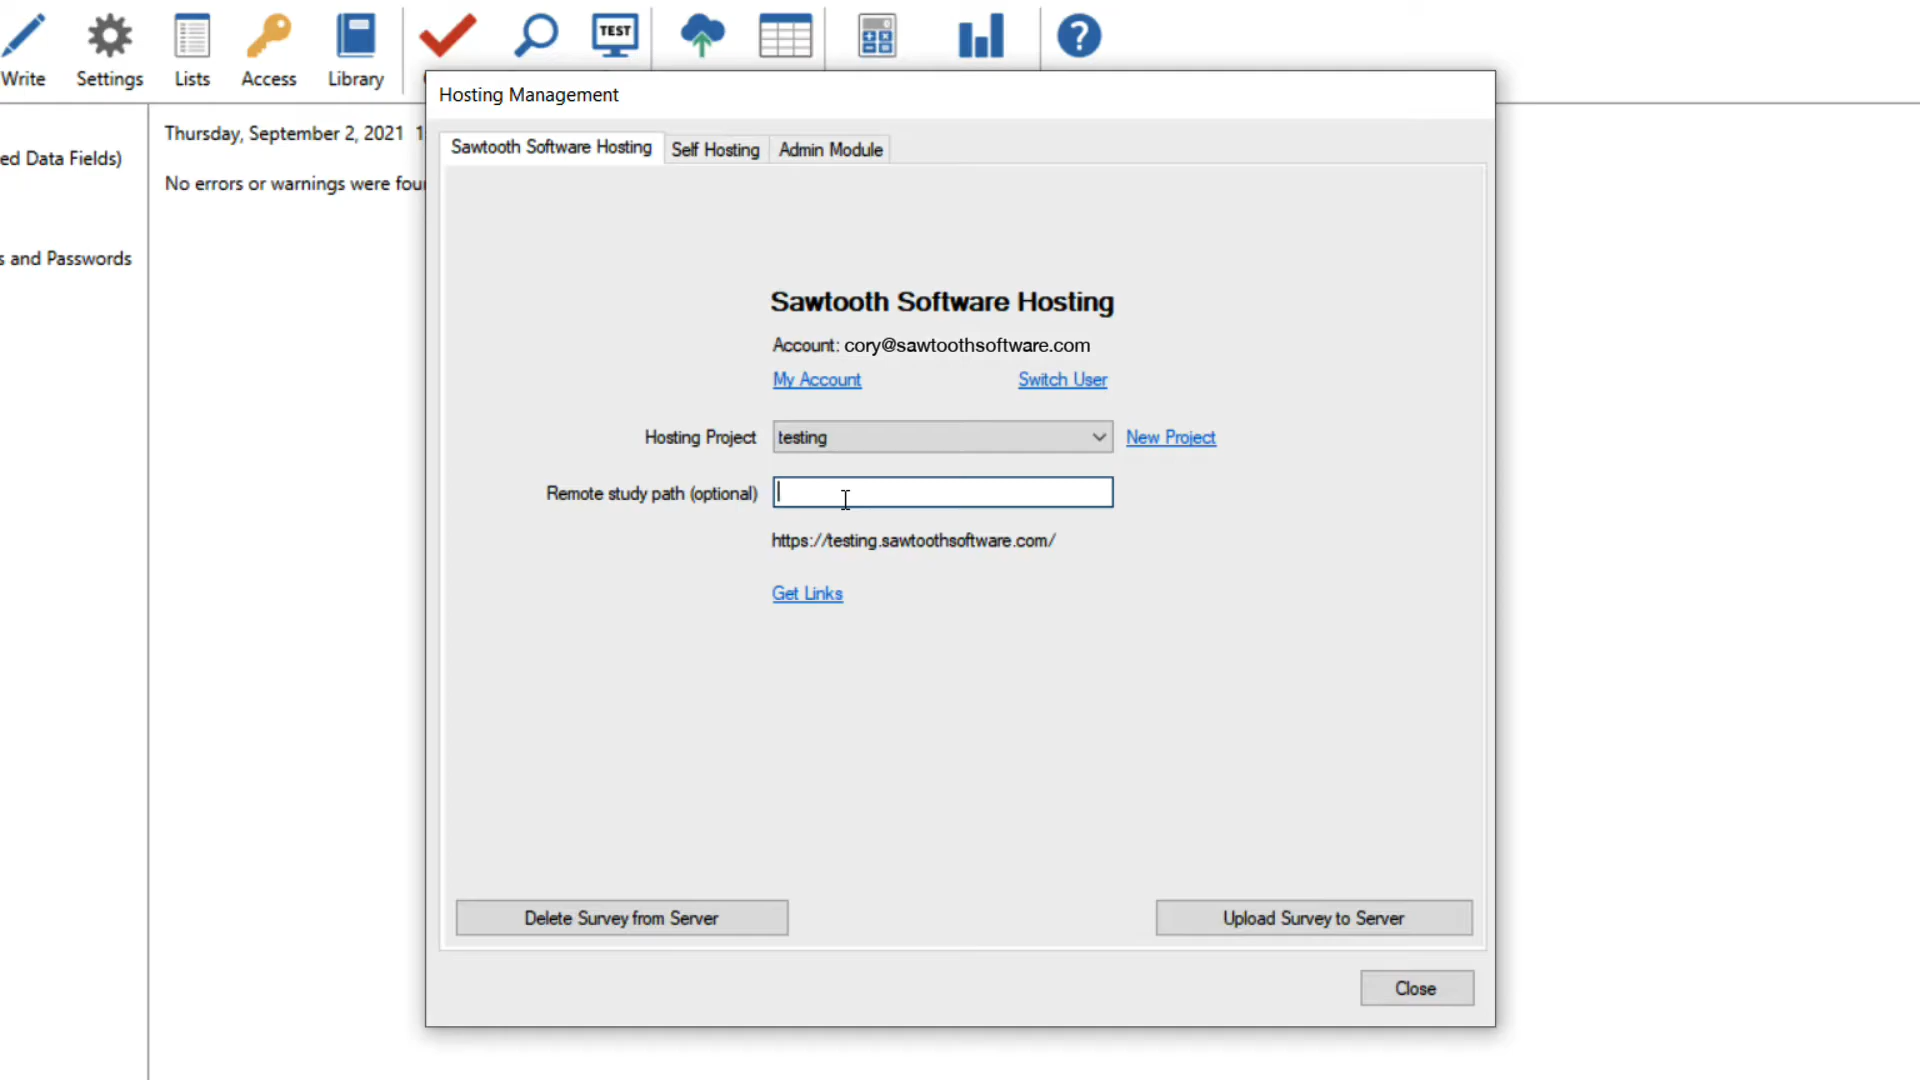 TEST
Write
Settings
Lists
Access
Library
?
Hosting Management
Thursday, September 2, 2021
Sawtooth Software Hosting
Self Hosting
Admin Module
ed Data Fields)
No errors or warnings were
s and Passwords
Sawtooth Software Hosting
Account: cory@sawtoothsoftware.com
My Account
Switch User
Hosting Project
testing
New Project
Remote study path (optional)
https://testing.sawtoothsoftware.com/
Get Links
Delete Survey from Server
Upload Survey to Server
Close